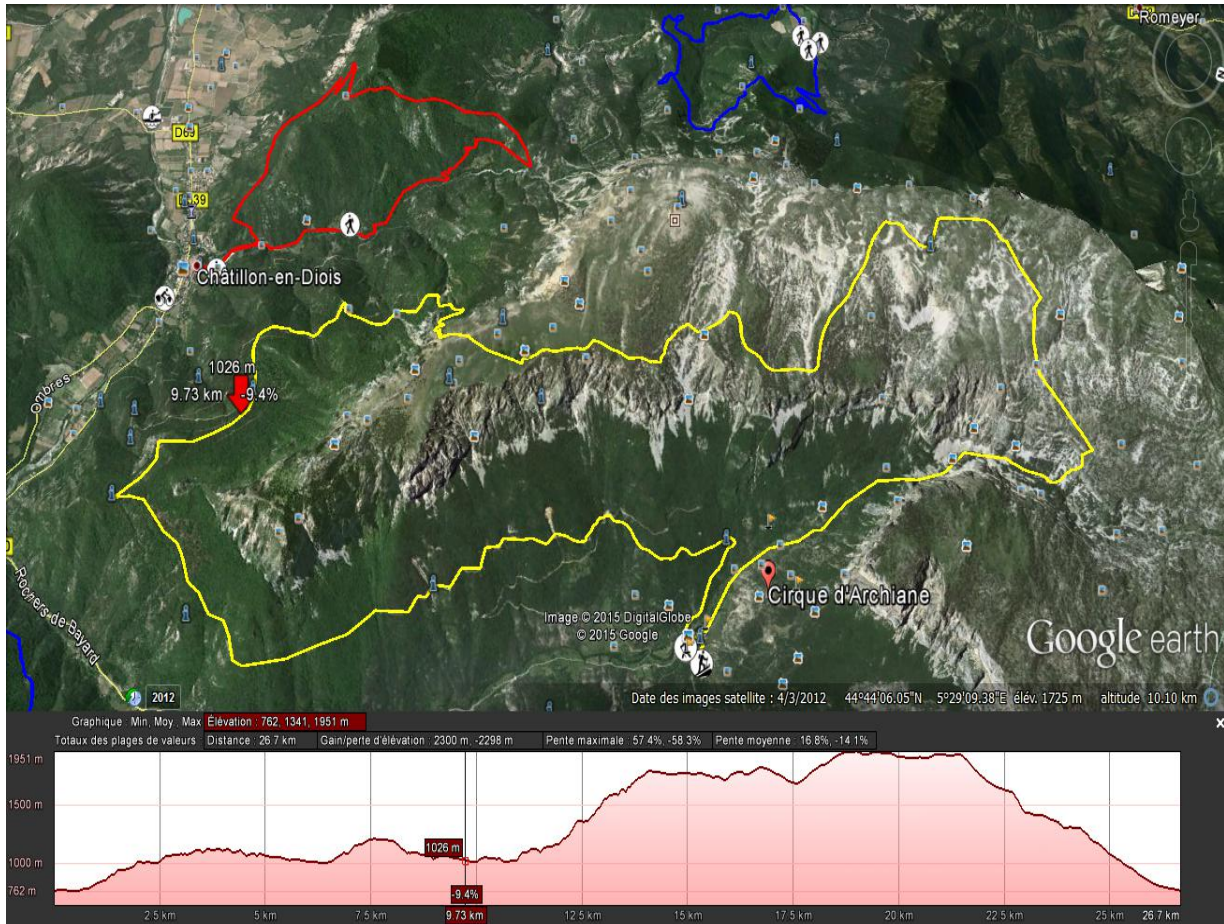 Romeyer
D69
Châtillon-en-Diois
1026 m
9.73 km -9.4%
Ombres
Rochers de Bayard
Cirque d'Archiane
Image © 2015 DigitalGlobe
© 2015 Google
Google earth
2012
Date des images satellite : 4/3/2012 44°44'06.05"N 5°29'09.38"E élév. 1725 m altitude 10.10 km
Graphique : Min, Moy., Max Élévation : 762, 1341, 1951 m
Totaux des plages de valeurs Distance : 26.7 km Gain/perte d'élévation : 2300 m, -2298 m Pente maximale : 57.4%, -58.3% Pente moyenne : 16.8%, -14.1%
1951 m
1500 m
1026 m
1000 m
-9.4%
762 m
2.5 km 5 km 7.5 km 9.73 km 12.5 km 15 km 17.5 km 20 km 22.5 km 25 km 26.7 km